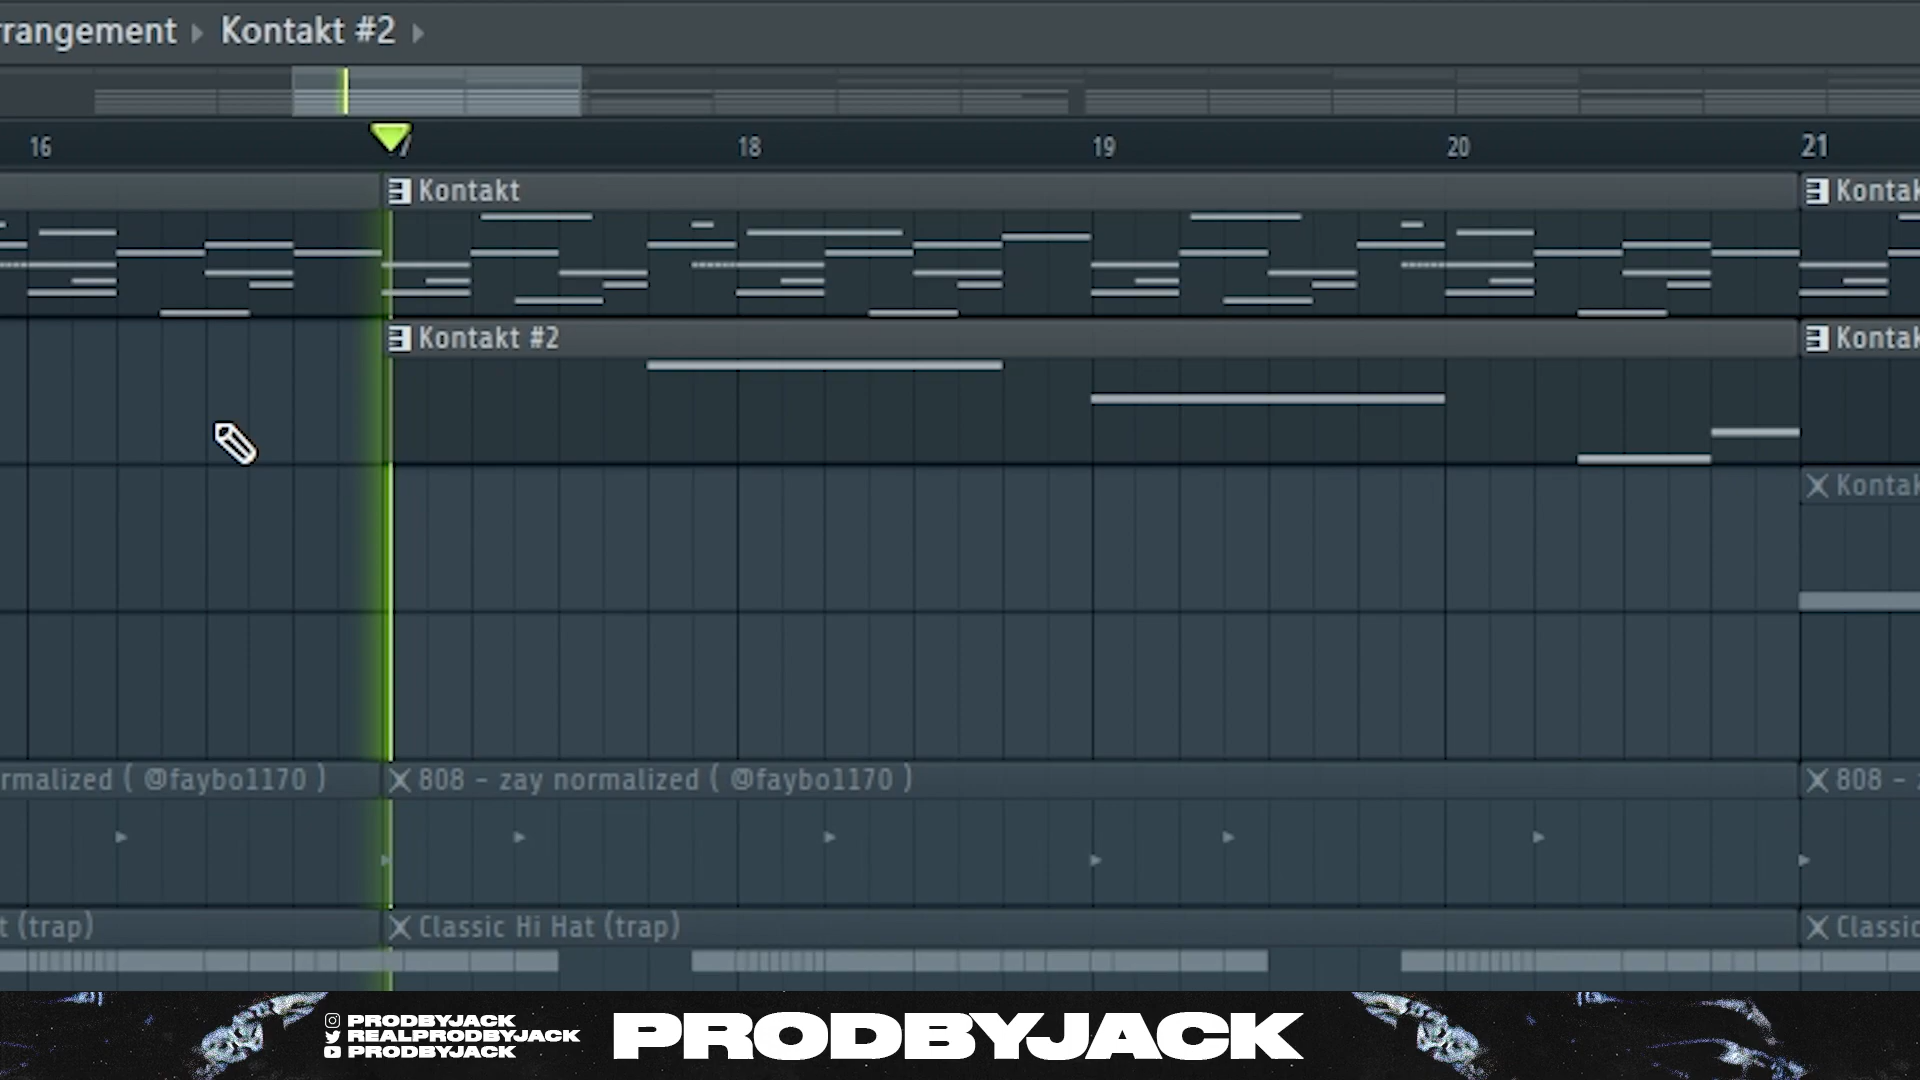 rrangement ▸ Kontakt #2 ▸
16 7 18 19 20 21
Kontakt Kontak
Kontakt #2 Kontak
Kontak
rmalized ( @faybo1170 ) 808 - zay normalized ( @faybo1170 ) 808 -
t (trap) Classic Hi Hat (trap) Classic
PRODBYJACK
REALPRODBYJACK
PRODBYJACK
PRODBYJACK